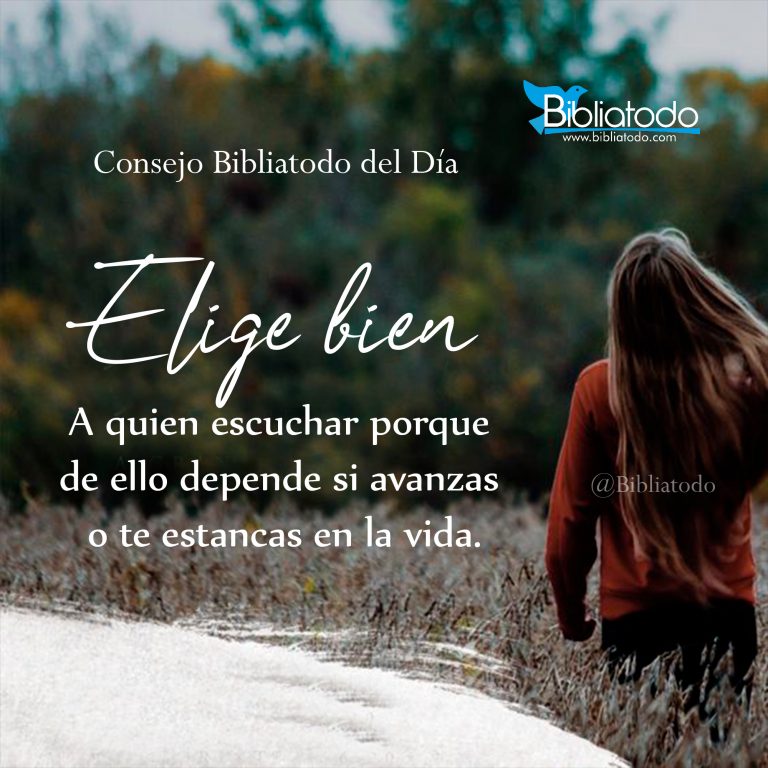 Bibliatodo
www.bibliatodo.com
Consejo Bibliatodo del Día
Elige bien
A quien escuchar porque
de ello depende si avanzas
o te estancas en la vida.
@Bibliatodo